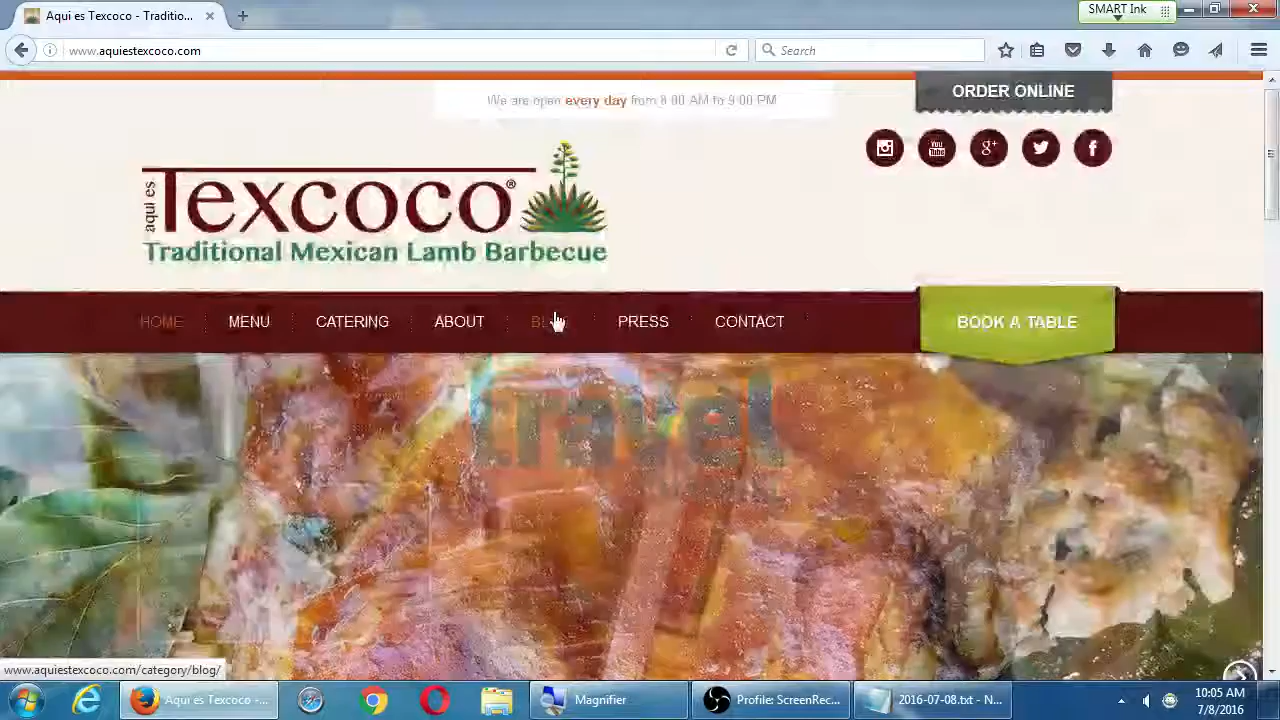 Aqui es Texcoco - Traditio...
SMART Ink
www.aquiestexcoco.com
Search
We are open every day from 8:00 AM to 9:00 PM
ORDER ONLINE
You
Tube
g+
f
aqui es
Texcoco®
Traditional Mexican Lamb Barbecue
HOME
MENU
CATERING
ABOUT
PRESS
CONTACT
BOOK A TABLE
travel
www.aquiestexcoco.com/category/blog/
Aqui es Texcoco -...
Magnifier
Profile: ScreenRec...
2016-07-08.txt - N...
10:05 AM
7/8/2016